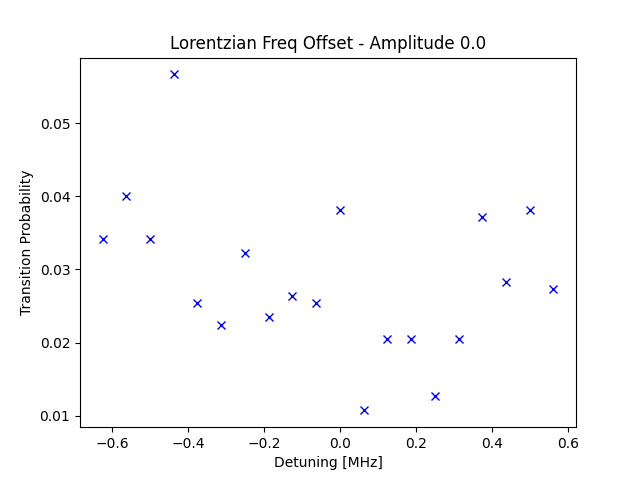 Lorentzian Freq Offset - Amplitude 0.0
Transition Probability
0.05
0.04
0.03
0.02
0.01
−0.6 −0.4 −0.2 0.0 0.2 0.4 0.6
Detuning [MHz]